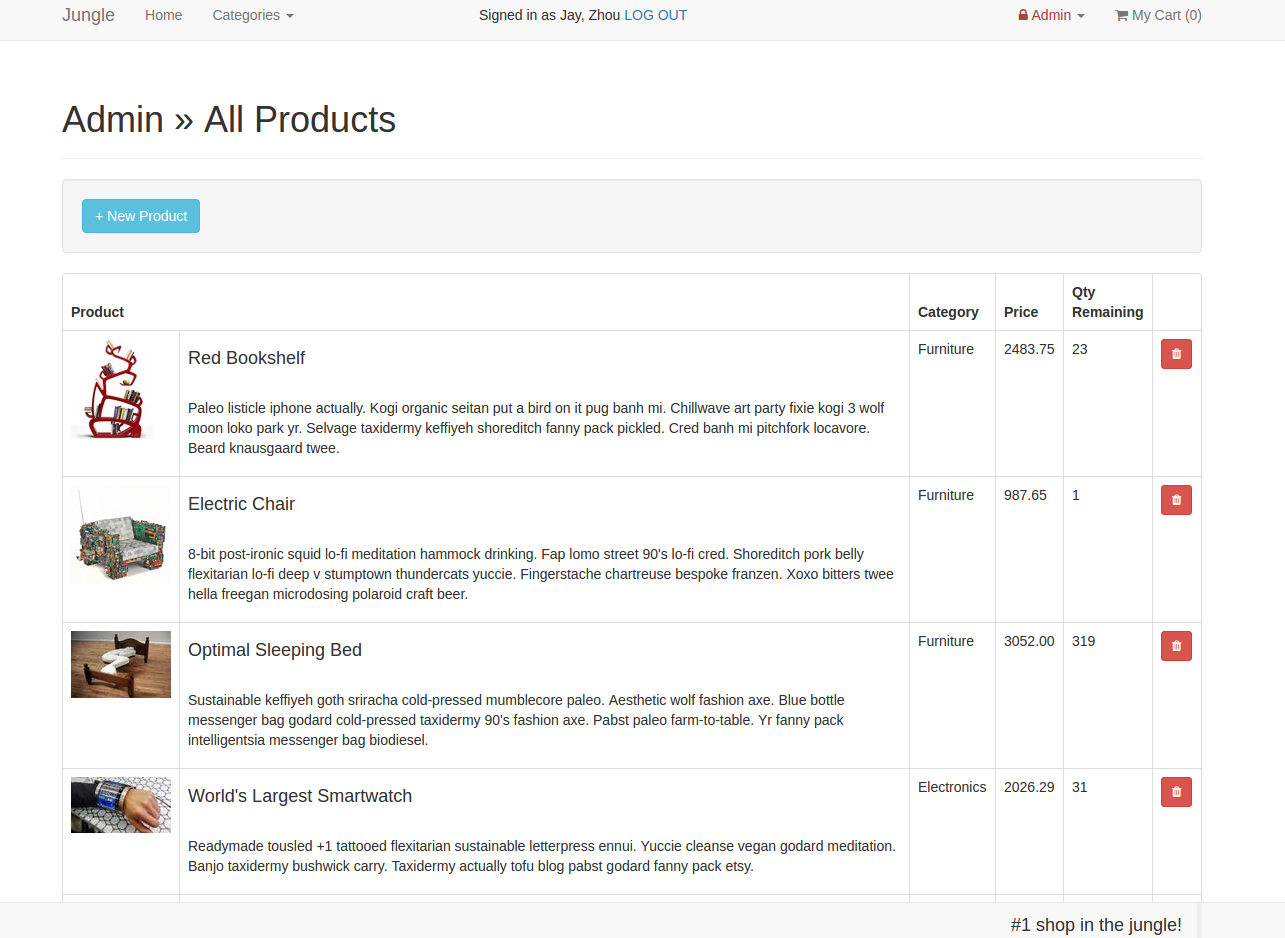 Jungle Home Categories Signed in as Jay, Zhou LOG OUT Admin My Cart (0)
Admin » All Products
+ New Product
Product Category Price Qty Remaining
Red Bookshelf Furniture 2483.75 23
Paleo listicle iphone actually. Kogi organic seitan put a bird on it pug banh mi. Chillwave art party fixie kogi 3 wolf
moon loko park yr. Selvage taxidermy keffiyeh shoreditch fanny pack pickled. Cred banh mi pitchfork locavore.
Beard knausgaard twee.
Electric Chair Furniture 987.65 1
8-bit post-ironic squid lo-fi meditation hammock drinking. Fap lomo street 90's lo-fi cred. Shoreditch pork belly
flexitarian lo-fi deep v stumptown thundercats yuccie. Fingerstache chartreuse bespoke franzen. Xoxo bitters twee
hella freegan microdosing polaroid craft beer.
Optimal Sleeping Bed Furniture 3052.00 319
Sustainable keffiyeh goth sriracha cold-pressed mumblecore paleo. Aesthetic wolf fashion axe. Blue bottle
messenger bag godard cold-pressed taxidermy 90's fashion axe. Pabst paleo farm-to-table. Yr fanny pack
intelligentsia messenger bag biodiesel.
World's Largest Smartwatch Electronics 2026.29 31
Readymade tousled +1 tattooed flexitarian sustainable letterpress ennui. Yuccie cleanse vegan godard meditation.
Banjo taxidermy bushwick carry. Taxidermy actually tofu blog pabst godard fanny pack etsy.
#1 shop in the jungle!